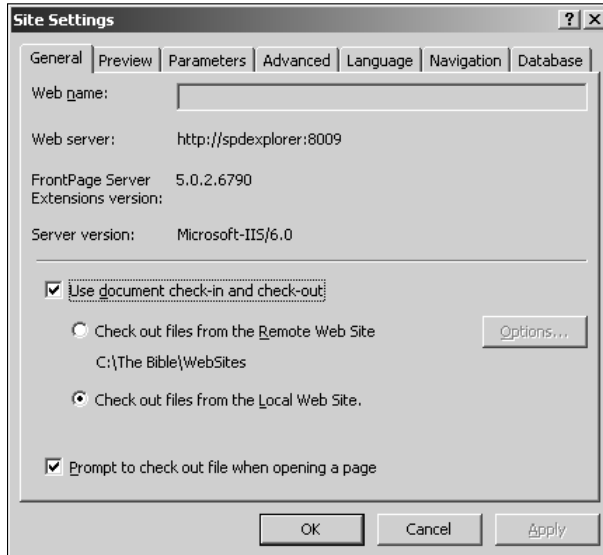 Site Settings
General Preview Parameters Advanced Language Navigation Database
Web name:
Web server: http://spdexplorer:8009
FrontPage Server 5.0.2.6790
Extensions version:
Server version: Microsoft-IIS/6.0
Use document check-in and check-out
Check out files from the Remote Web Site Options...
C:\The Bible\WebSites
Check out files from the Local Web Site.
Prompt to check out file when opening a page
OK Cancel Apply